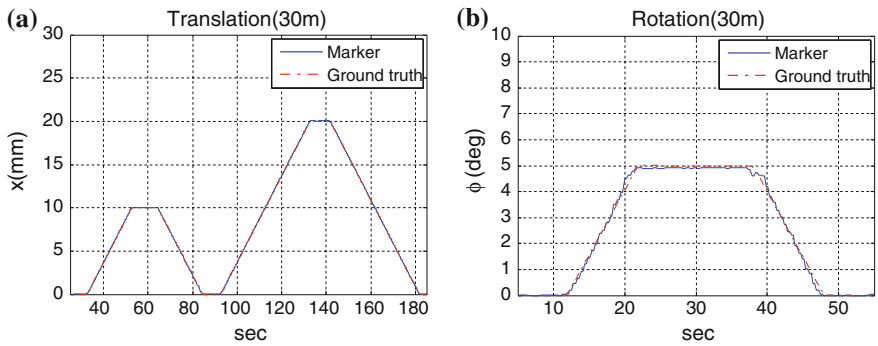 (a)
Translation(30m)
30
25
20
15
10
5
0
x(mm)
Marker
Ground truth
40 60 80 100 120 140 160 180
sec
(b)
Rotation(30m)
10
9
8
7
6
5
4
3
2
1
0
ϕ (deg)
Marker
Ground truth
10 20 30 40 50
sec